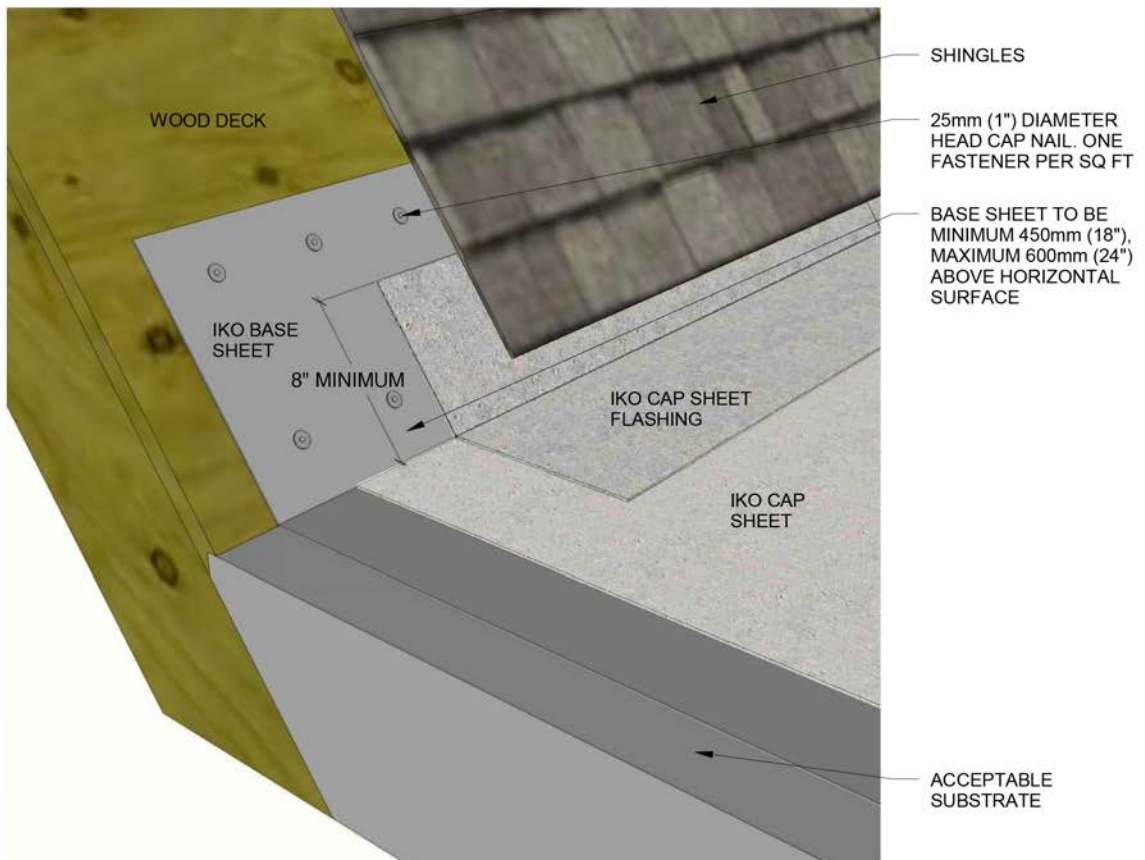 SHINGLES
WOOD DECK
25mm (1") DIAMETER
HEAD CAP NAIL. ONE
FASTENER PER SQ FT
BASE SHEET TO BE
MINIMUM 450mm (18"),
MAXIMUM 600mm (24")
ABOVE HORIZONTAL
SURFACE
IKO BASE
SHEET
8" MINIMUM
IKO CAP SHEET
FLASHING
IKO CAP
SHEET
ACCEPTABLE
SUBSTRATE